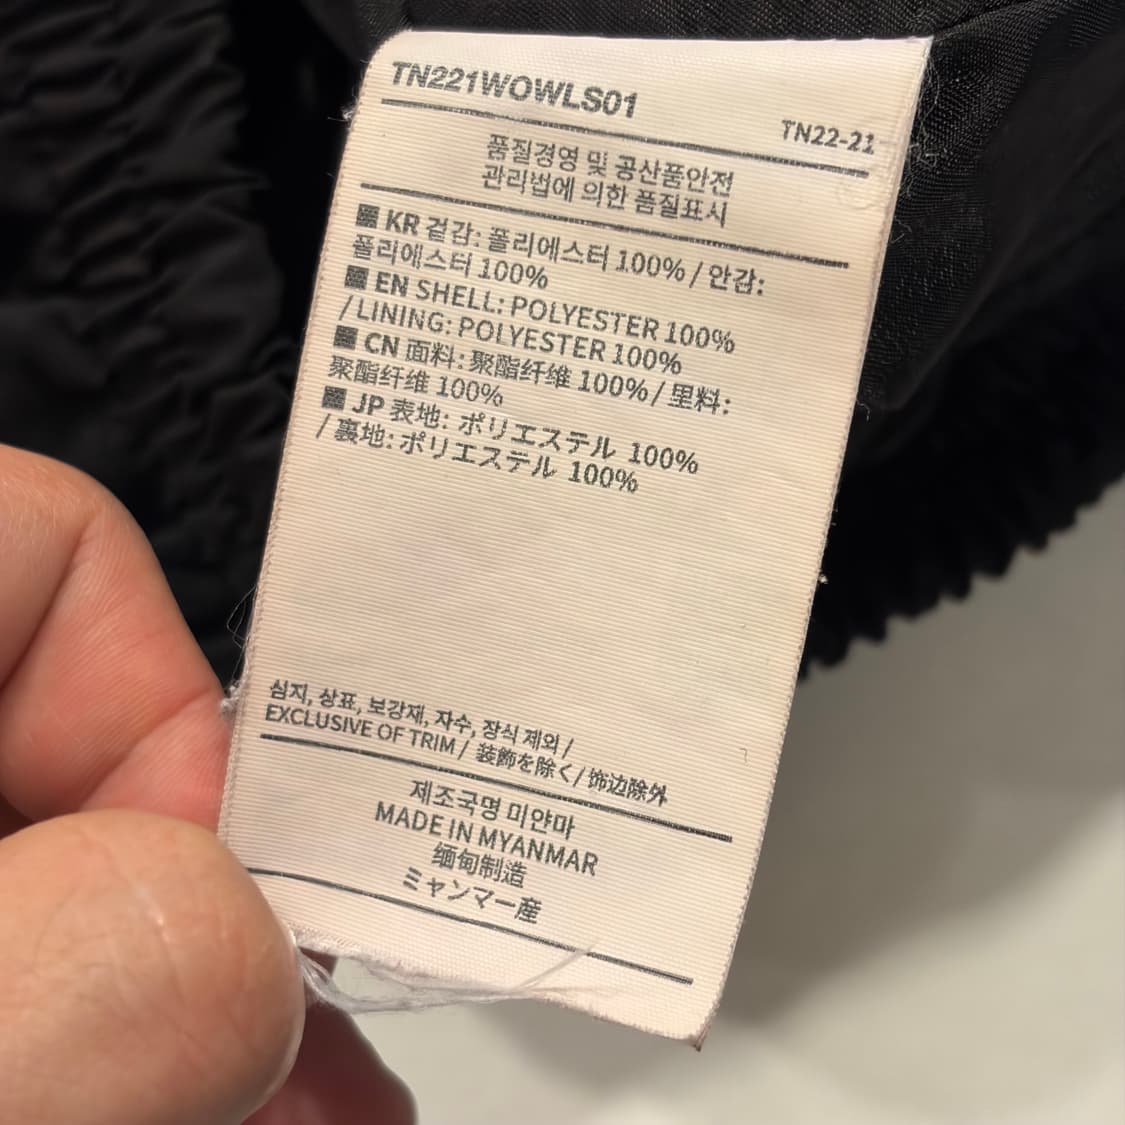 TN221WOWLS01
TN22-21
품질경영 및 공산품안전
관리법에 의한 품질표시
KR 겉감: 폴리에스터 100% / 안감:
폴리에스터 100%
EN SHELL: POLYESTER 100%
/ LINING: POLYESTER 100%
CN 面料: 聚酯纤维 100% / 里料:
聚酯纤维 100%
JP 表地: ポリエステル 100%
/ 裏地: ポリエステル 100%
심지, 상표, 보강재, 자수, 장식 제외 /
EXCLUSIVE OF TRIM / 装飾を除く / 饰边除外
제조국명 미얀마
MADE IN MYANMAR
缅甸制造
ミャンマー産